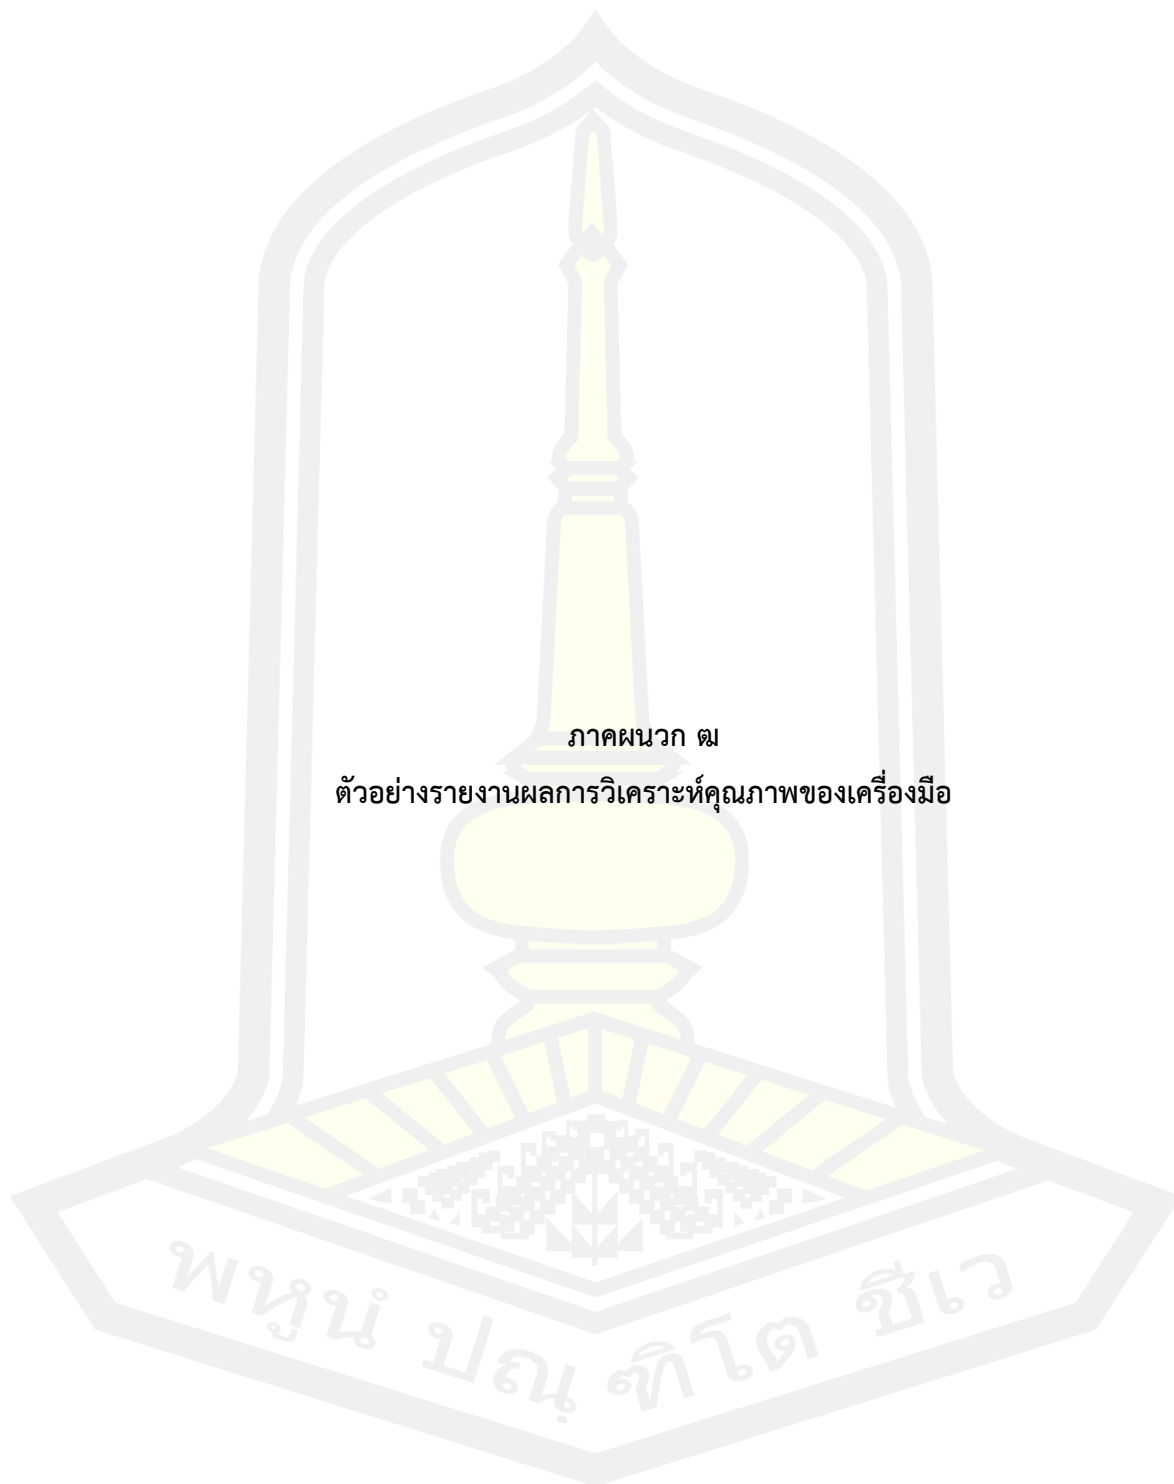 ภาคผนวก ฒ
ตัวอย่างรายงานผลการวิเคราะห์คุณภาพของเครื่องมือ
พหูนํ ปณฺฑิโต ชีเว